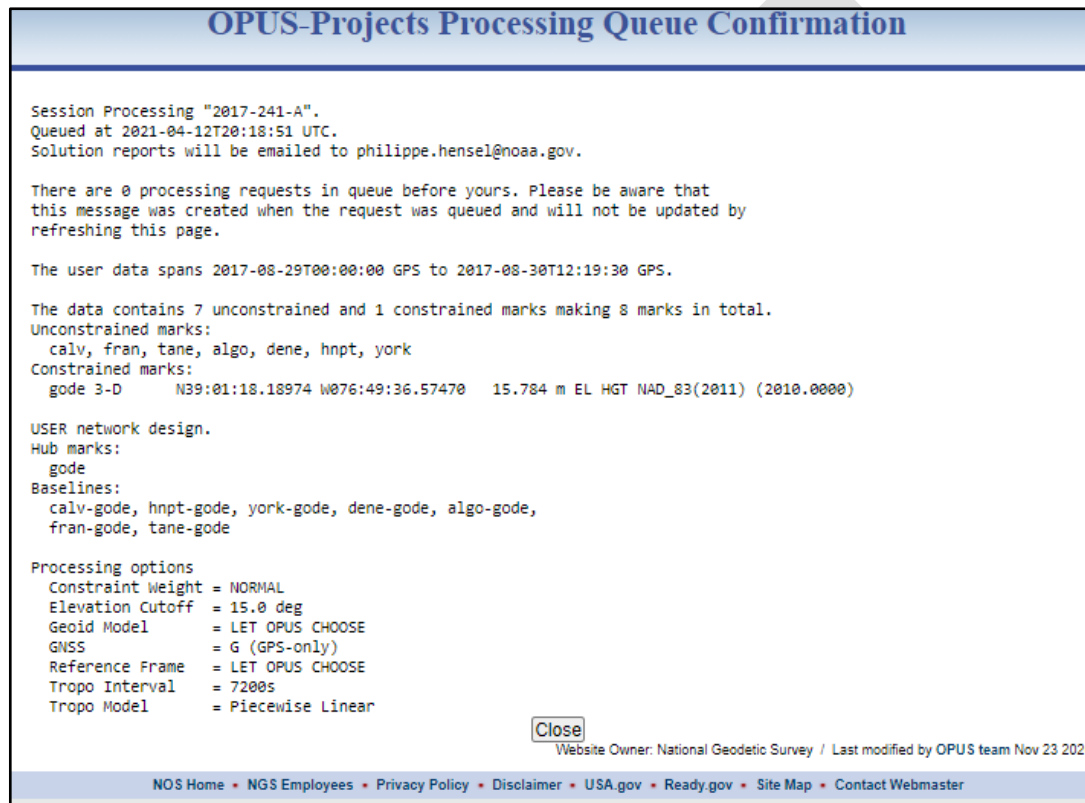 OPUS-Projects Processing Queue Confirmation
Session Processing "2017-241-A".
Queued at 2021-04-12T20:18:51 UTC.
Solution reports will be emailed to philippe.hensel@noaa.gov.
There are 0 processing requests in queue before yours. Please be aware that
this message was created when the request was queued and will not be updated by
refreshing this page.
The user data spans 2017-08-29T00:00:00 GPS to 2017-08-30T12:19:30 GPS.
The data contains 7 unconstrained and 1 constrained marks making 8 marks in total.
Unconstrained marks:
calv, fran, tane, algo, dene, hnpt, york
Constrained marks:
gode 3-D N39:01:18.18974 W076:49:36.57470 15.784 m EL HGT NAD_83(2011) (2010.0000)
USER network design.
Hub marks:
gode
Baselines:
calv-gode, hnpt-gode, york-gode, dene-gode, algo-gode,
fran-gode, tane-gode
Processing options
Constraint Weight = NORMAL
Elevation Cutoff = 15.0 deg
Geoid Model = LET OPUS CHOOSE
GNSS = G (GPS-only)
Reference Frame = LET OPUS CHOOSE
Tropo Interval = 7200s
Tropo Model = Piecewise Linear
Close
Website Owner: National Geodetic Survey / Last modified by OPUS team Nov 23 202
NOS Home • NGS Employees • Privacy Policy • Disclaimer • USA.gov • Ready.gov • Site Map • Contact Webmaster